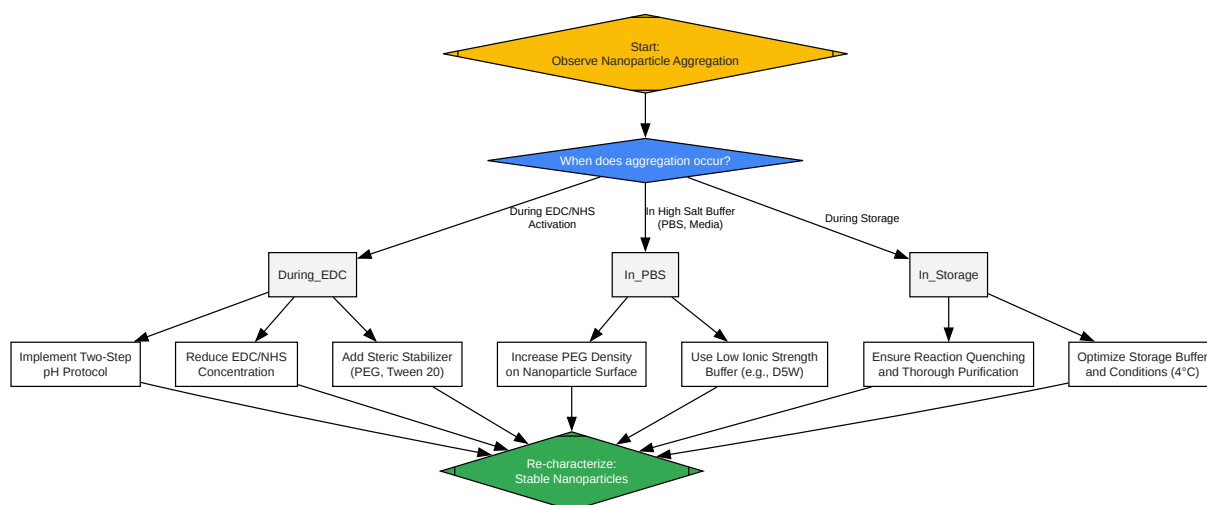 Start:
Observe Nanoparticle Aggregation
When does aggregation occur?
During EDC/NHS
Activation
In High Salt Buffer
(PBS, Media)
During Storage
During_EDC
In_PBS
In_Storage
Implement Two-Step
pH Protocol
Reduce EDC/NHS
Concentration
Add Steric Stabilizer
(PEG, Tween 20)
Increase PEG Density
on Nanoparticle Surface
Use Low Ionic Strength
Buffer (e.g., D5W)
Ensure Reaction Quenching
and Thorough Purification
Optimize Storage Buffer
and Conditions (4°C)
Re-characterize:
Stable Nanoparticles